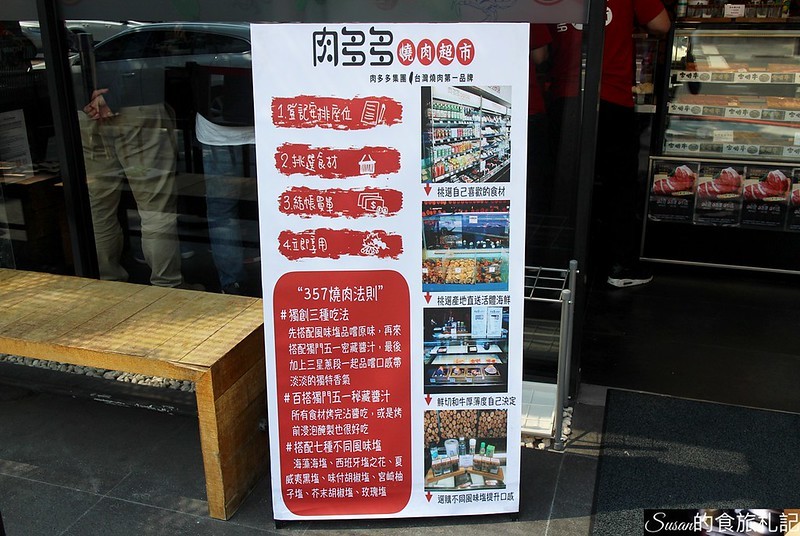 肉多多 燒肉超市
肉多多集團 台灣燒肉第一品牌
1.登記安排座位
2.挑選食材
3.結帳買單
4.立即享用
挑選自己喜歡的食材
挑選產地直送活體海鮮
鮮切和牛厚薄度自己決定
選購不同風味塩提升口感
“357燒肉法則”
#獨創三種吃法
先搭配風味塩品嚐原味，再來
搭配獨門五一密藏醬汁，最後
加上三星蔥段一起品嚐口感帶
淡淡的獨特香氣
#百搭獨門五一秘藏醬汁
所有食材烤完沾醬吃，或是烤
前浸泡醃製也很好吃
#搭配七種不同風味塩
海藻海塩、西班牙塩之花、夏
威夷黑塩、味付胡椒塩、宮崎柚
子塩、芥末胡椒塩、玫瑰塩
Susan的食旅札記